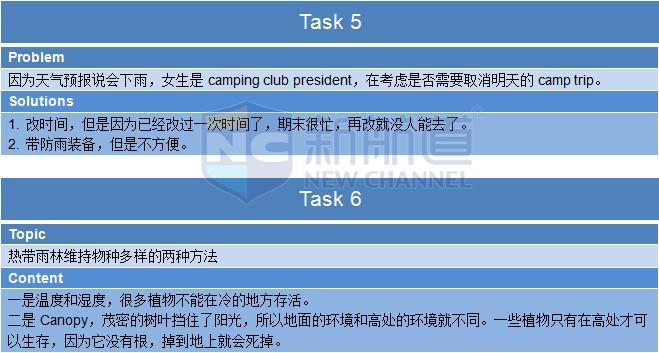 Task 5
Problem
因为天气预报说会下雨，女生是 camping club president，在考虑是否需要取消明天的 camp trip。
Solutions
1. 改时间，但是因为已经改过一次时间了，期末很忙，再改就没人能去了。
2. 带防雨装备，但是不方便。
NC 新航道
NEW CHANNEL
Task 6
Topic
热带雨林维持物种多样的两种方法
Content
一是温度和湿度，很多植物不能在冷的地方存活。
二是 Canopy，茂密的树叶挡住了阳光，所以地面的环境和高处的环境就不同。一些植物只有在高处才可
以生存，因为它没有根，掉到地上就会死掉。